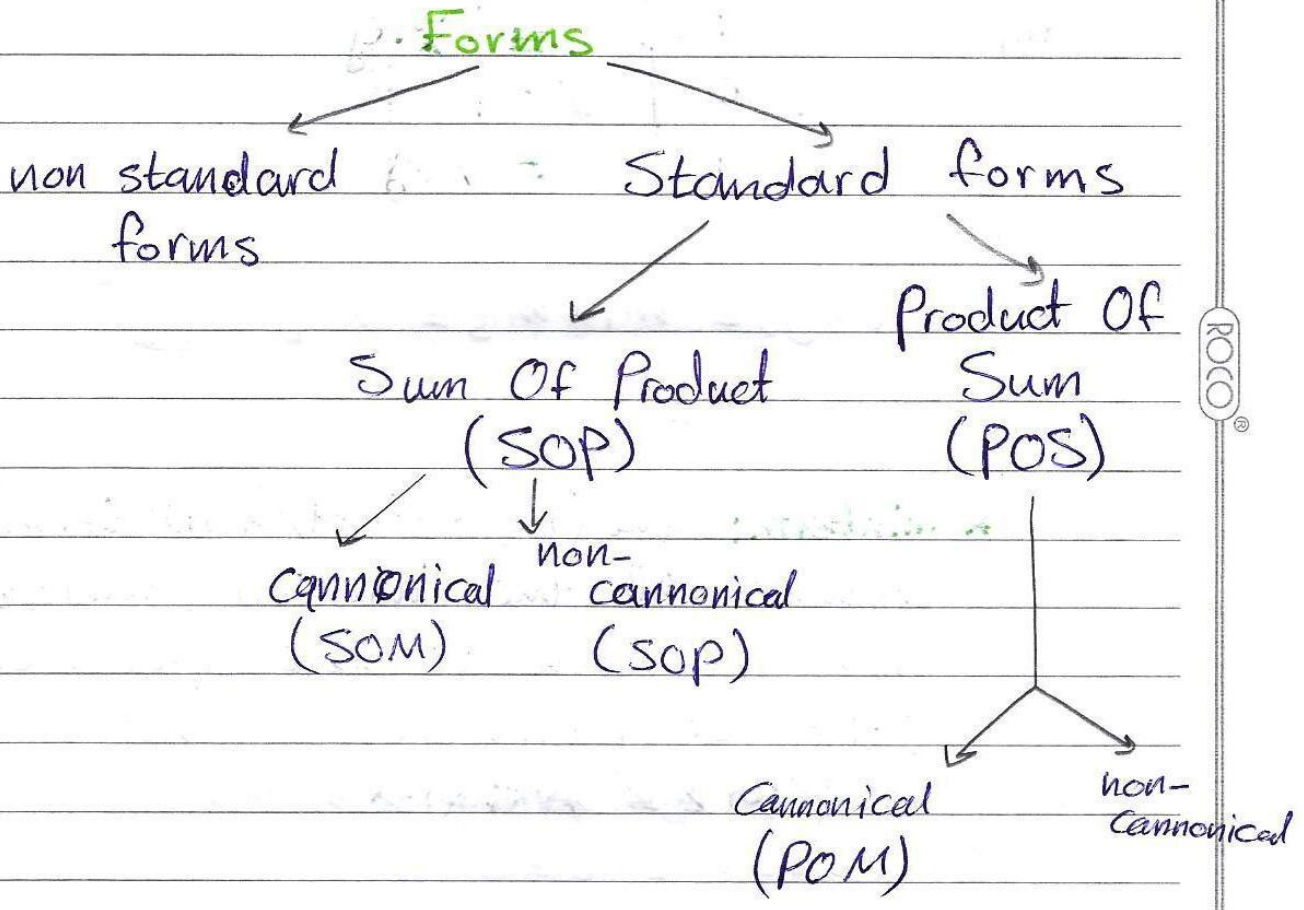 Forms
non standard
forms
Standard forms
Sum Of Product
(SOP)
Product Of
Sum
(POS)
cannonical
(SOM)
non-
cannonical
(SOP)
Cannonical
(POM)
non-
Cannonical
ROCO®